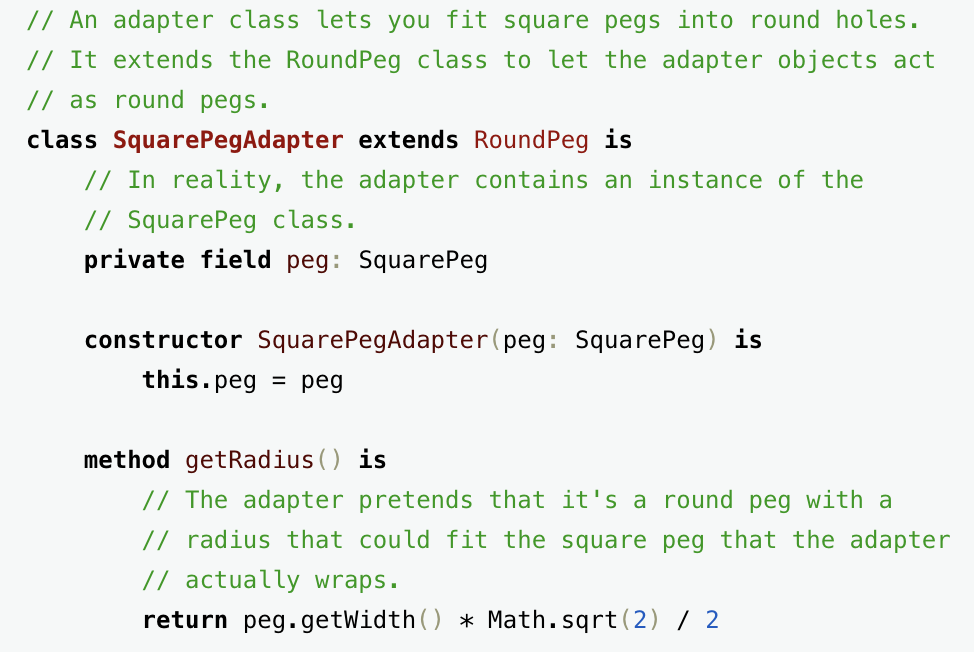 // An adapter class lets you fit square pegs into round holes.
// It extends the RoundPeg class to let the adapter objects act
// as round pegs.
class SquarePegAdapter extends RoundPeg is
    // In reality, the adapter contains an instance of the
    // SquarePeg class.
    private field peg: SquarePeg

    constructor SquarePegAdapter(peg: SquarePeg) is
        this.peg = peg

    method getRadius() is
        // The adapter pretends that it's a round peg with a
        // radius that could fit the square peg that the adapter
        // actually wraps.
        return peg.getWidth() * Math.sqrt(2) / 2